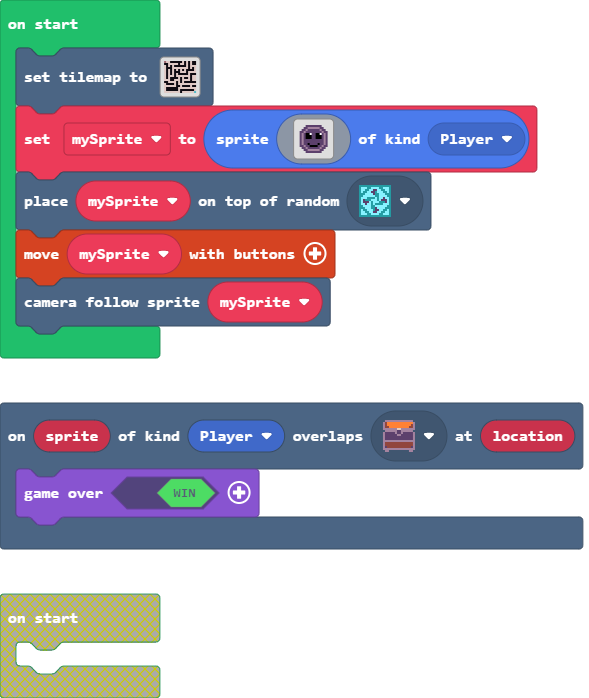 on start
set tilemap to
set mySprite to sprite of kind Player
place mySprite on top of random
move mySprite with buttons
camera follow sprite mySprite
on sprite of kind Player overlaps at location
game over WIN
on start